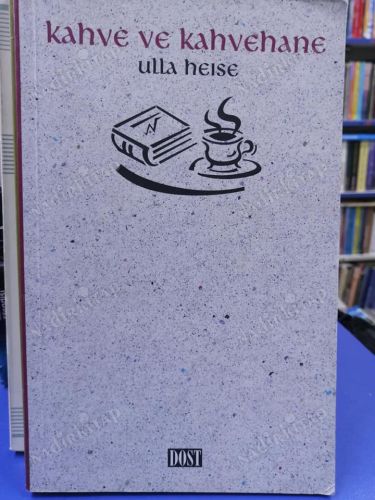 kahve ve kahvehane
ulla heise
DOST